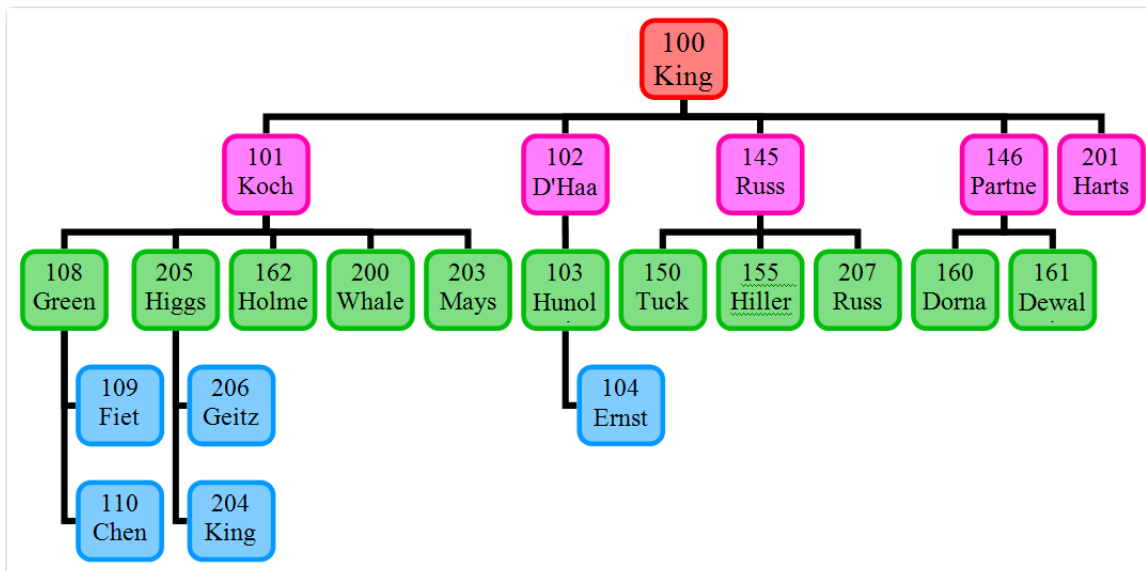 100
King
101
Koch
102
D'Haa
145
Russ
146
Partne
201
Harts
108
Green
205
Higgs
162
Holme
200
Whale
203
Mays
103
Hunol
150
Tuck
155
Hiller
207
Russ
160
Dorna
161
Dewal
109
Fiet
206
Geitz
104
Ernst
110
Chen
204
King